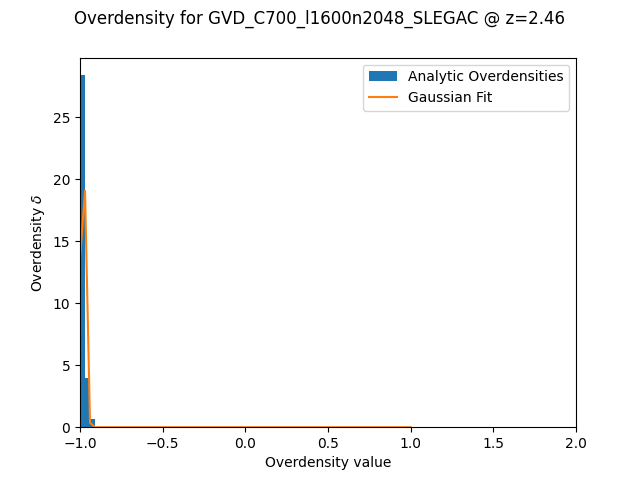 Overdensity for GVD_C700_l1600n2048_SLEGAC @ z=2.46
Analytic Overdensities
Gaussian Fit
Overdensity δ
25
20
15
10
5
0
−1.0
−0.5
0.0
0.5
1.0
1.5
2.0
Overdensity value